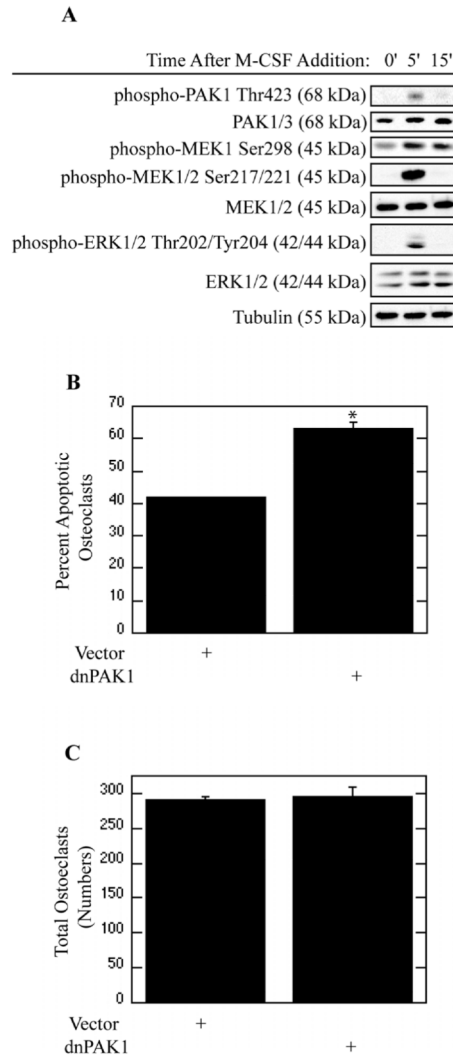 A
Time After M-CSF Addition: 0' 5' 15'
phospho-PAK1 Thr423 (68 kDa)
PAK1/3 (68 kDa)
phospho-MEK1 Ser298 (45 kDa)
phospho-MEK1/2 Ser217/221 (45 kDa)
MEK1/2 (45 kDa)
phospho-ERK1/2 Thr202/Tyr204 (42/44 kDa)
ERK1/2 (42/44 kDa)
Tubulin (55 kDa)
B
Percent Apoptotic
Osteoclasts
70
60
50
40
30
20
10
0
*
Vector +
dnPAK1 +
C
Total Ostoeclasts
(Numbers)
300
250
200
150
100
50
0
Vector +
dnPAK1 +